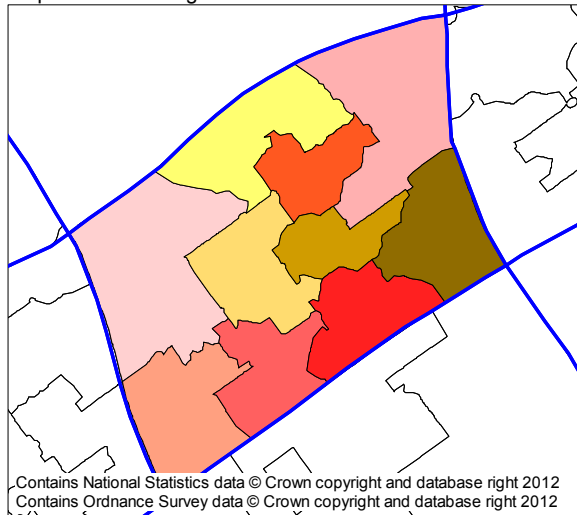 Contains National Statistics data © Crown copyright and database right 2012
Contains Ordnance Survey data © Crown copyright and database right 2012